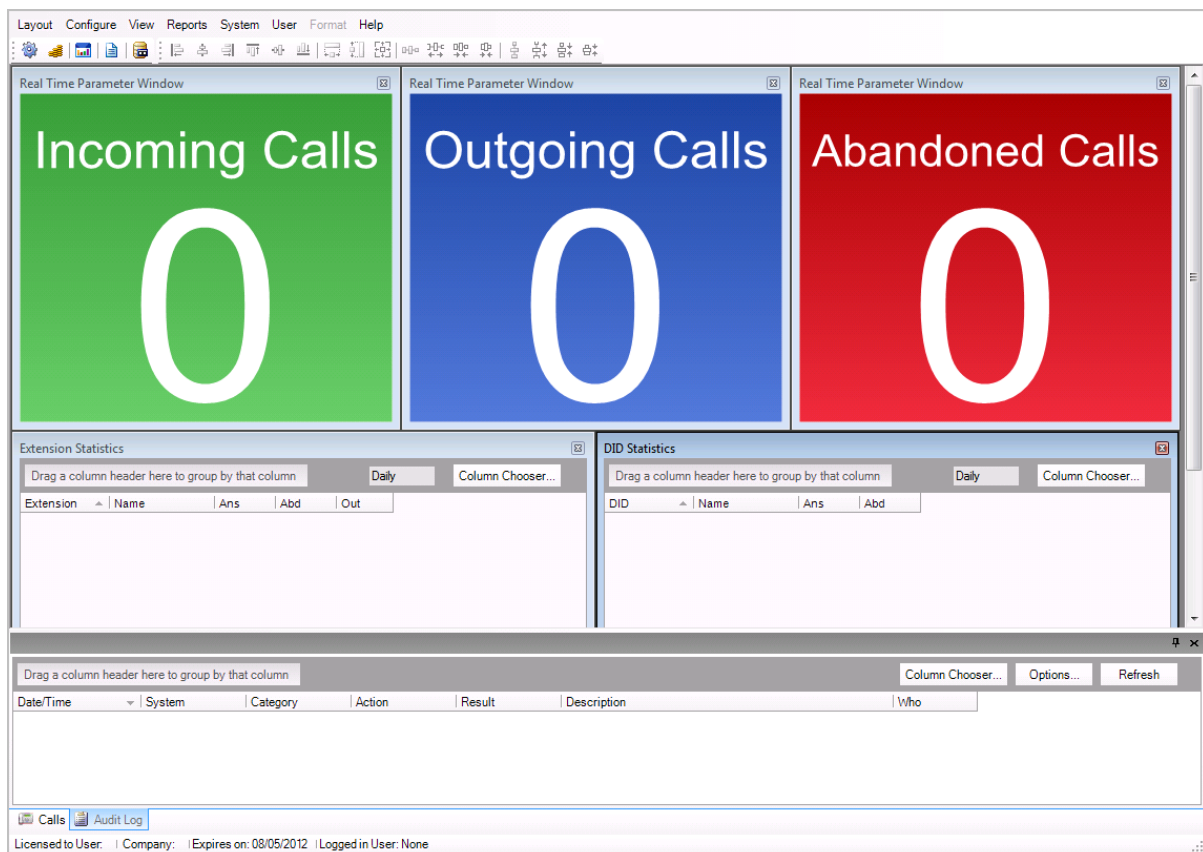 Layout Configure View Reports System User Format Help
Real Time Parameter Window
Incoming Calls
0
Real Time Parameter Window
Outgoing Calls
0
Real Time Parameter Window
Abandoned Calls
0
Extension Statistics
Drag a column header here to group by that column Daily Column Chooser...
Extension Name Ans Abd Out
DID Statistics
Drag a column header here to group by that column Daily Column Chooser...
DID Name Ans Abd
Drag a column header here to group by that column Column Chooser... Options... Refresh
Date/Time System Category Action Result Description Who
Calls Audit Log
Licensed to User: Company: Expires on: 08/05/2012 Logged in User: None